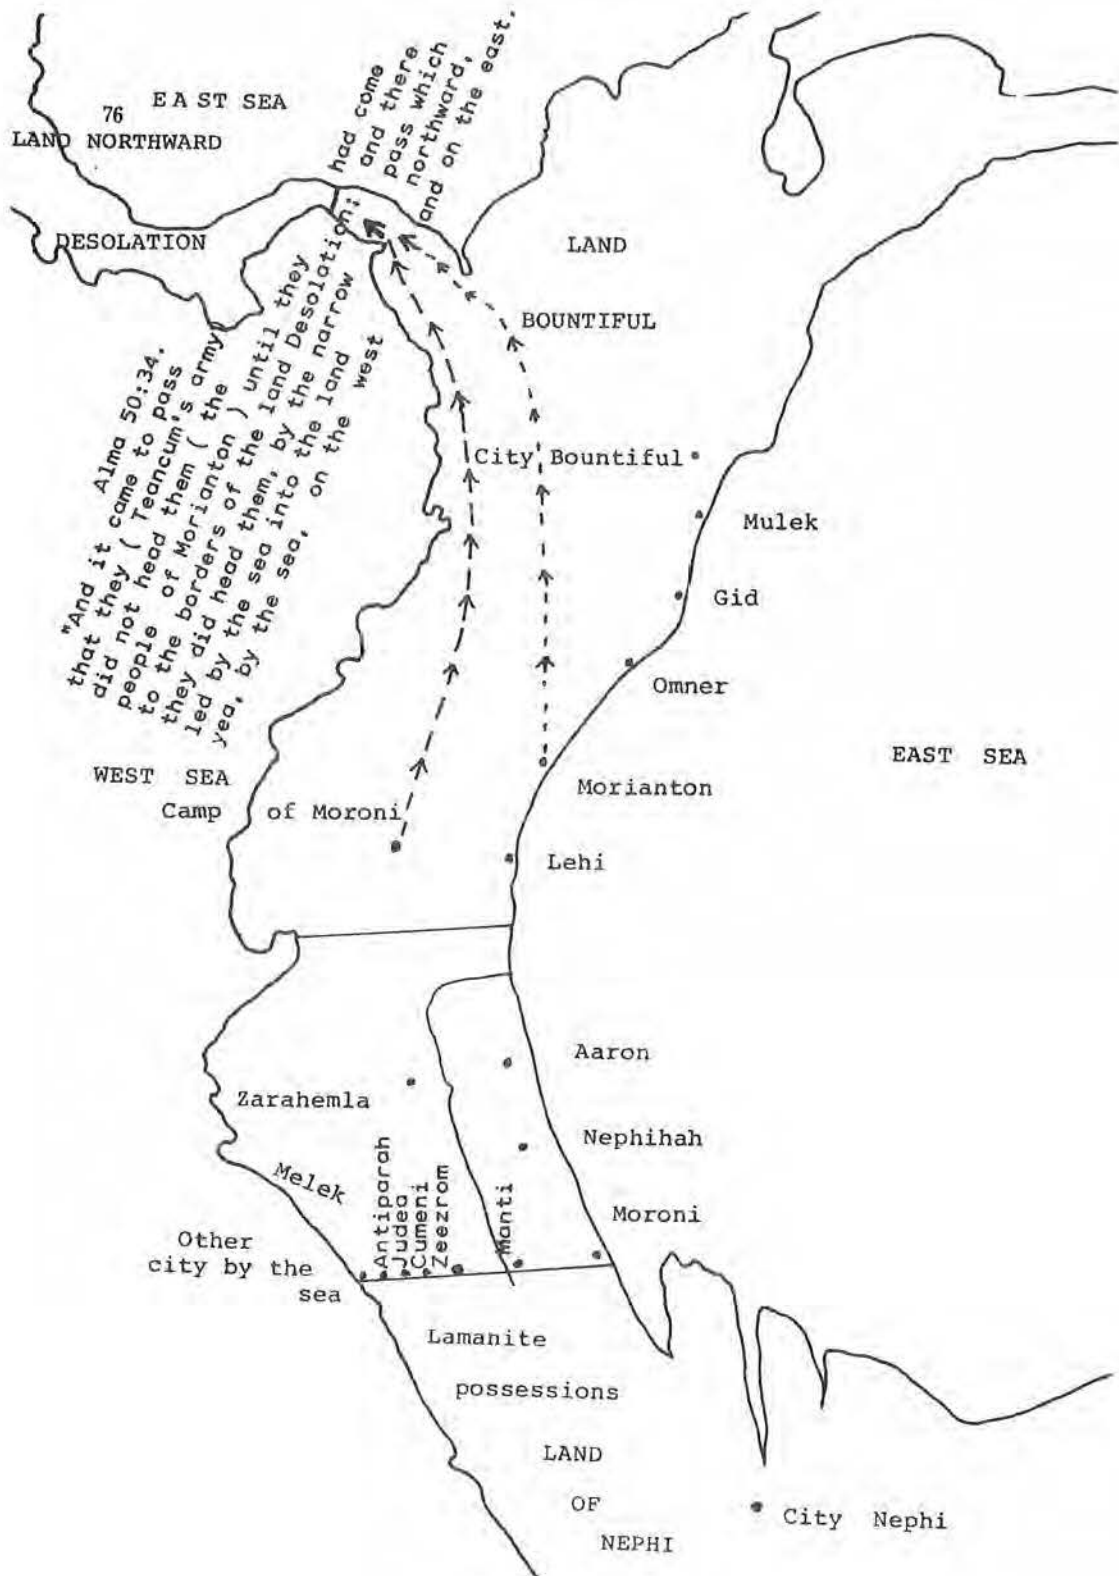 76
EAST SEA
LAND NORTHWARD
DESOLATION
Alma 50:34.
"And it came to pass
that they ( Teancum's army)
did not head them ( the
people of Morianton ) until they
to the borders of the land Desolation;
they did head them, by the narrow
led by the sea into the land
yea, by the sea, on the west
had come
and there
pass which
northward,
and on the east.
LAND
BOUNTIFUL
City Bountiful
Mulek
Gid
Omner
EAST SEA
Morianton
WEST SEA
Camp of Moroni
Lehi
Aaron
Zarahemla
Nephihah
Melek
Antiparah
Judea
Cumeni
Zeezrom
Manti
Moroni
Other
city by the
sea
Lamanite
possessions
LAND
OF
NEPHI
City Nephi